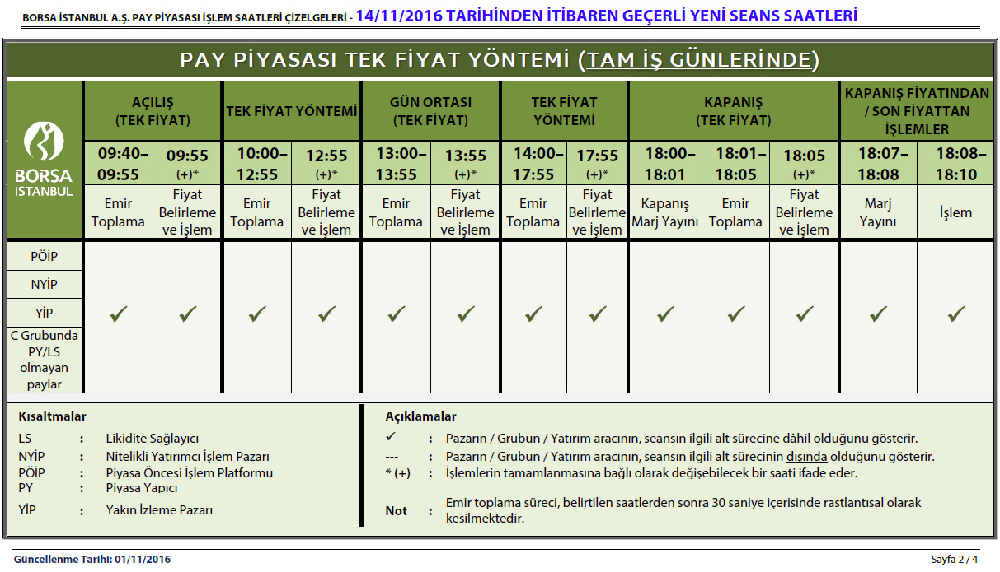 BORSA İSTANBUL A.Ş. PAY PİYASASI İŞLEM SAATLERİ ÇİZELGELERİ - 14/11/2016 TARİHİNDEN İTİBAREN GEÇERLİ YENİ SEANS SAATLERİ
PAY PİYASASI TEK FİYAT YÖNTEMİ (TAM İŞ GÜNLERİNDE)
BORSA
İSTANBUL
AÇILIŞ
(TEK FİYAT)
TEK FİYAT YÖNTEMİ
GÜN ORTASI
(TEK FİYAT)
TEK FİYAT
YÖNTEMİ
KAPANIŞ
(TEK FİYAT)
KAPANIŞ FİYATINDAN
/ SON FİYATTAN
İŞLEMLER
09:40–
09:55
09:55
(+)*
10:00–
12:55
12:55
(+)*
13:00–
13:55
13:55
(+)*
14:00–
17:55
17:55
(+)*
18:00–
18:01
18:01–
18:05
18:05
(+)*
18:07–
18:08
18:08–
18:10
Emir
Toplama
Fiyat
Belirleme
ve İşlem
Emir
Toplama
Fiyat
Belirleme
ve İşlem
Emir
Toplama
Fiyat
Belirleme
ve İşlem
Emir
Toplama
Fiyat
Belirleme
ve İşlem
Kapanış
Marj Yayını
Emir
Toplama
Fiyat
Belirleme
ve İşlem
Marj
Yayını
İşlem
PÖİP
NYİP
YİP
C Grubunda
PY/LS
olmayan
paylar
✓ ✓ ✓ ✓ ✓ ✓ ✓ ✓ ✓ ✓ ✓ ✓ ✓
Kısaltmalar
LS : Likidite Sağlayıcı
NYİP : Nitelikli Yatırımcı İşlem Pazarı
PÖİP : Piyasa Öncesi İşlem Platformu
PY : Piyasa Yapıcı
YİP : Yakın İzleme Pazarı
Açıklamalar
✓ : Pazarın / Grubun / Yatırım aracının, seansın ilgili alt sürecine dâhil olduğunu gösterir.
--- : Pazarın / Grubun / Yatırım aracının, seansın ilgili alt sürecinin dışında olduğunu gösterir.
* (+) : İşlemlerin tamamlanmasına bağlı olarak değişebilecek bir saati ifade eder.
Not : Emir toplama süreci, belirtilen saatlerden sonra 30 saniye içerisinde rastlantısal olarak
kesilmektedir.
Güncellenme Tarihi: 01/11/2016
Sayfa 2 / 4